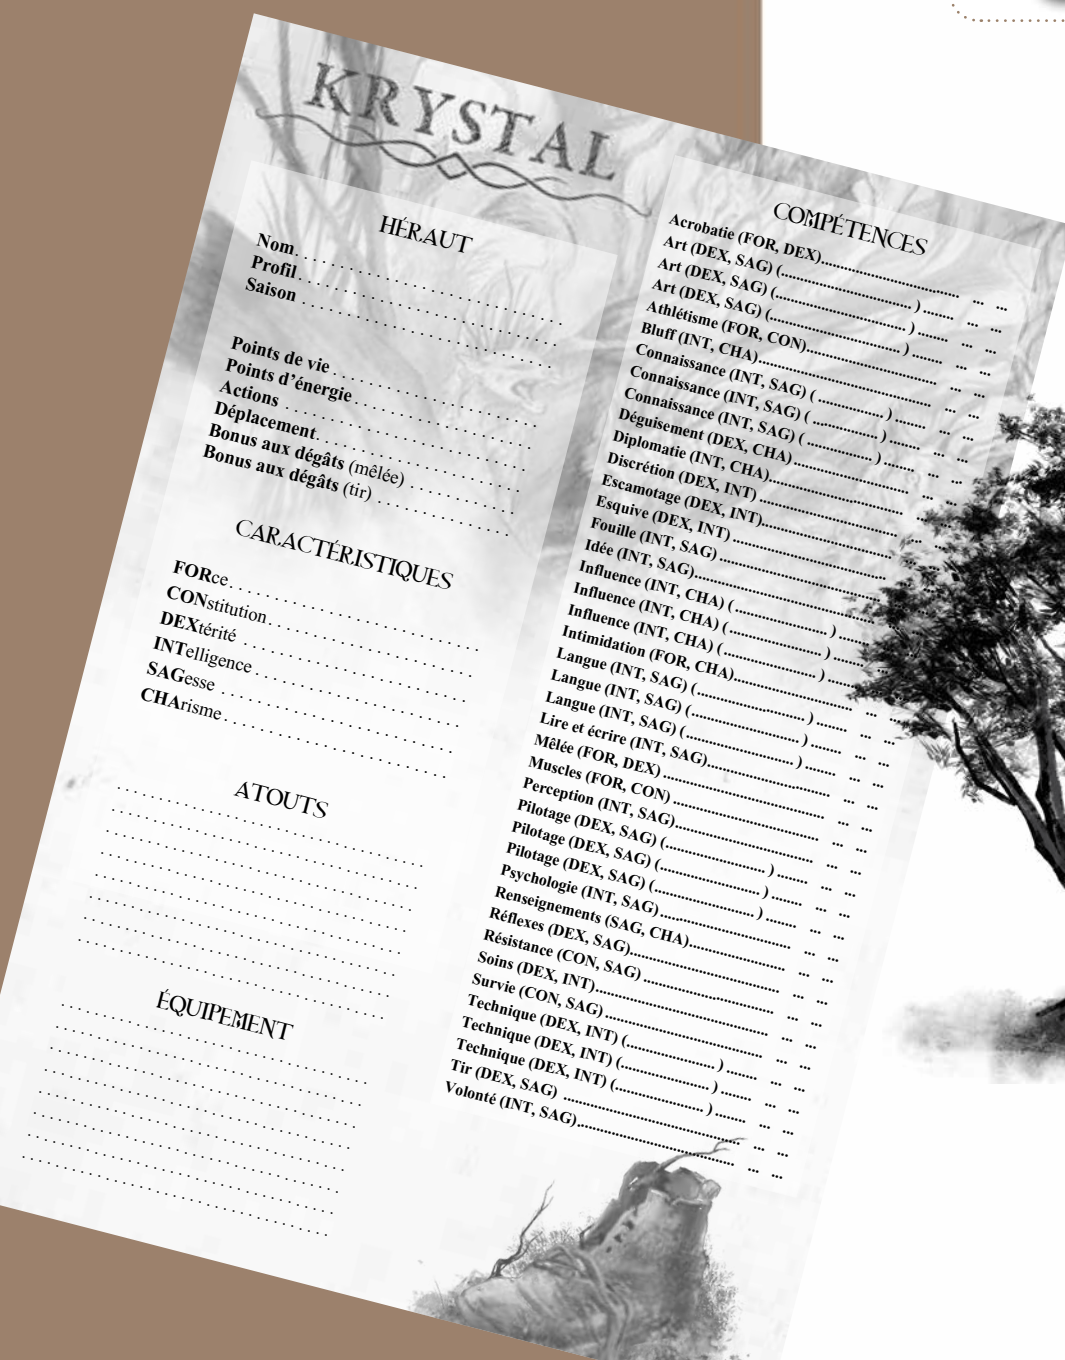 KRYSTAL
HÉRAUT
Nom
Profil
Saison
Points de vie
Points d'énergie
Actions
Déplacement
Bonus aux dégâts (mêlée)
Bonus aux dégâts (tir)
CARACTÉRISTIQUES
FORce
CONstitution
DEXtérité
INTelligence
SAGesse
CHArisme
ATOUTS
ÉQUIPEMENT
COMPÉTENCES
Acrobatie (FOR, DEX)
Art (DEX, SAG) ( )
Art (DEX, SAG) ( )
Art (DEX, SAG) ( )
Athlétisme (FOR, CON)
Bluff (INT, CHA)
Connaissance (INT, SAG) ( )
Connaissance (INT, SAG) ( )
Connaissance (INT, SAG) ( )
Déguisement (DEX, CHA)
Diplomatie (INT, CHA)
Discrétion (DEX, INT)
Escamotage (DEX, INT)
Esquive (DEX, INT)
Fouille (INT, SAG)
Idée (INT, SAG)
Influence (INT, CHA) ( )
Influence (INT, CHA) ( )
Influence (INT, CHA) ( )
Intimidation (FOR, CHA)
Langue (INT, SAG) ( )
Langue (INT, SAG) ( )
Langue (INT, SAG) ( )
Lire et écrire (INT, SAG)
Mêlée (FOR, DEX)
Muscles (FOR, CON)
Perception (INT, SAG)
Pilotage (DEX, SAG) ( )
Pilotage (DEX, SAG) ( )
Pilotage (DEX, SAG) ( )
Psychologie (INT, SAG)
Renseignements (SAG, CHA)
Réflexes (DEX, SAG)
Résistance (CON, SAG)
Soins (DEX, INT)
Survie (CON, SAG)
Technique (DEX, INT) ( )
Technique (DEX, INT) ( )
Technique (DEX, INT) ( )
Tir (DEX, SAG)
Volonté (INT, SAG)